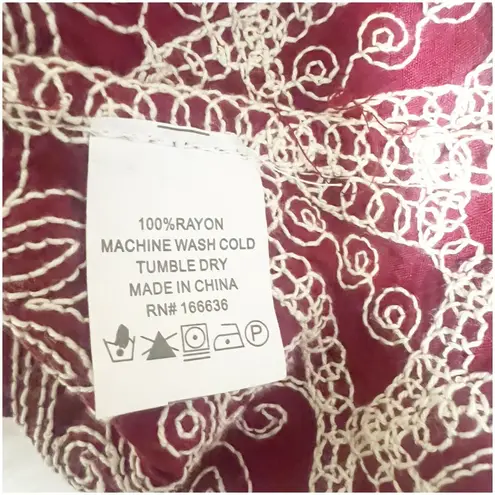 100%RAYON
MACHINE WASH COLD
TUMBLE DRY
MADE IN CHINA
RN# 166636
P